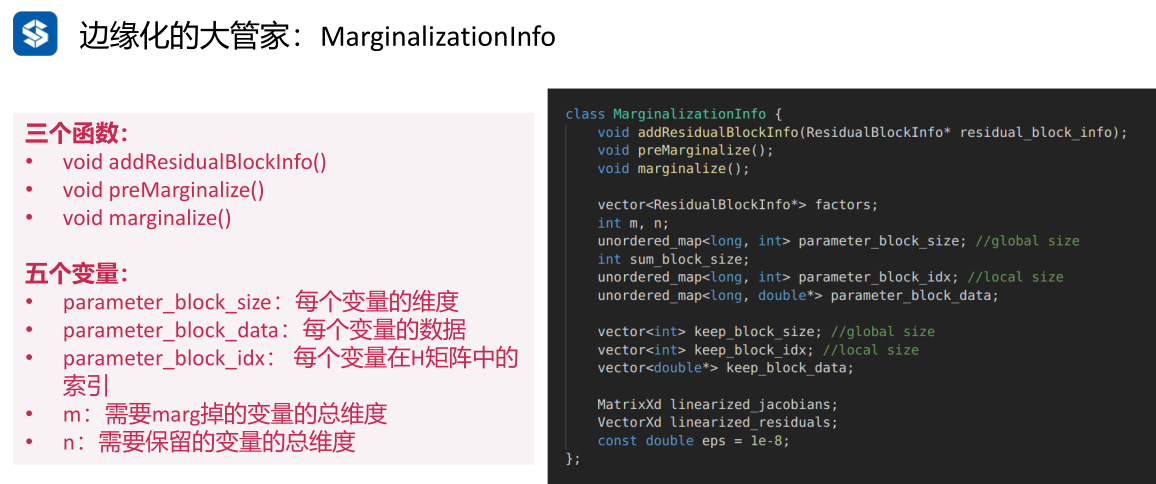 边缘化的大管家：MarginalizationInfo
三个函数：
• void addResidualBlockInfo()
• void preMarginalize()
• void marginalize()
五个变量：
• parameter_block_size：每个变量的维度
• parameter_block_data：每个变量的数据
• parameter_block_idx： 每个变量在H矩阵中的
索引
• m：需要marg掉的变量的总维度
• n：需要保留的变量的总维度
class MarginalizationInfo {
void addResidualBlockInfo(ResidualBlockInfo* residual_block_info);
void preMarginalize();
void marginalize();
vector<ResidualBlockInfo*> factors;
int m, n;
unordered_map<long, int> parameter_block_size; //global size
int sum_block_size;
unordered_map<long, int> parameter_block_idx; //local size
unordered_map<long, double*> parameter_block_data;
vector<int> keep_block_size; //global size
vector<int> keep_block_idx; //local size
vector<double*> keep_block_data;
MatrixXd linearized_jacobians;
VectorXd linearized_residuals;
const double eps = 1e-8;
};